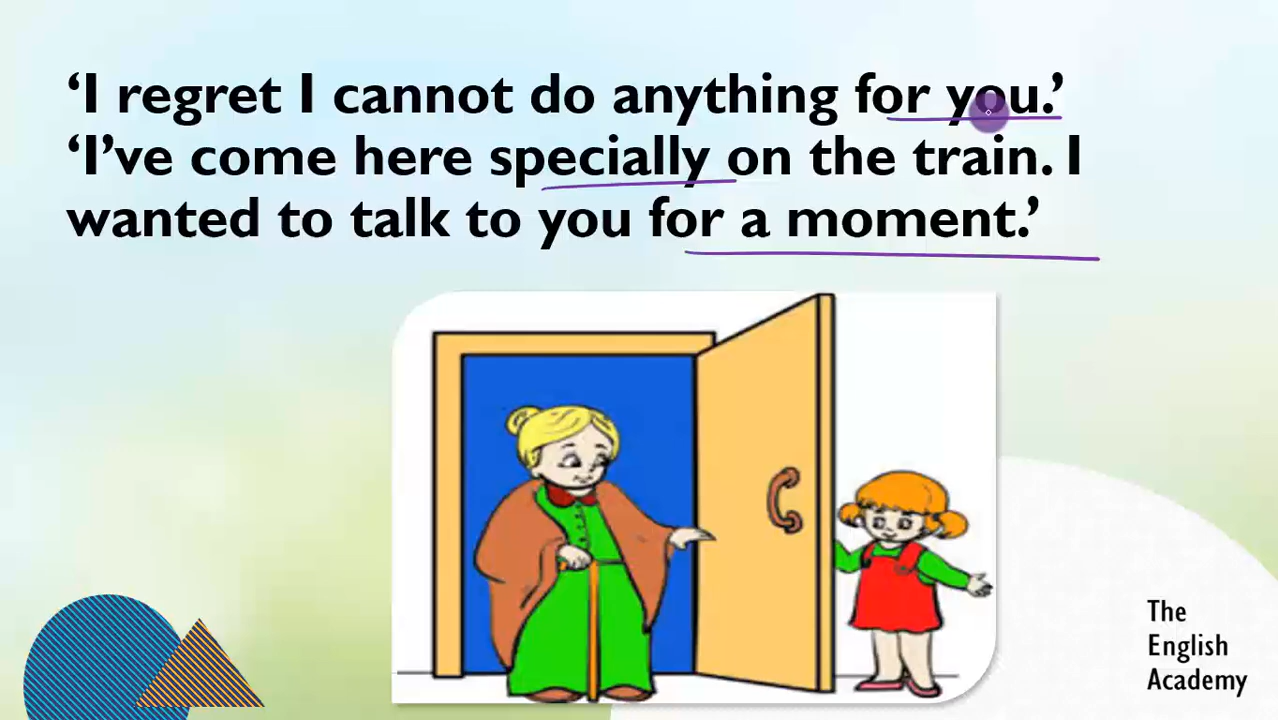 ‘I regret I cannot do anything for you.’
‘I’ve come here specially on the train. I
wanted to talk to you for a moment.’
The
English
Academy